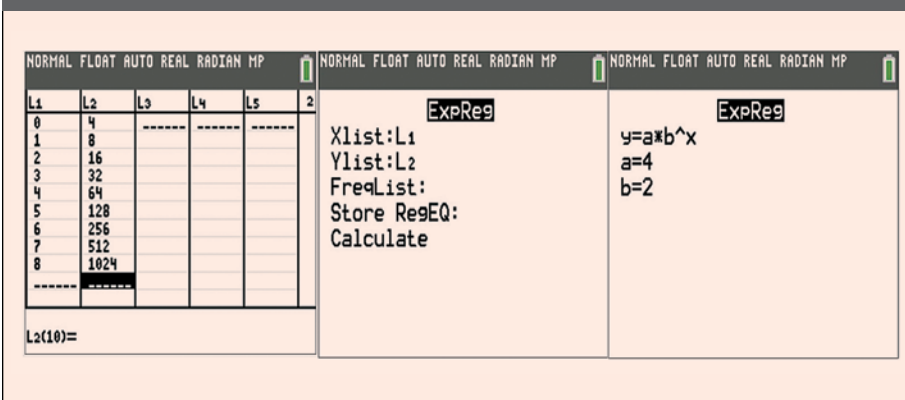 NORMAL FLOAT AUTO REAL RADIAN MP
L1 L2 L3 L4 L5 2
0 4 ------ ------ ------
1 8
2 16
3 32
4 64
5 128
6 256
7 512
8 1024
------ ------
L2(10)=
NORMAL FLOAT AUTO REAL RADIAN MP
ExpReg
Xlist:L1
Ylist:L2
FreqList:
Store RegEQ:
Calculate
NORMAL FLOAT AUTO REAL RADIAN MP
ExpReg
y=a*b^x
a=4
b=2